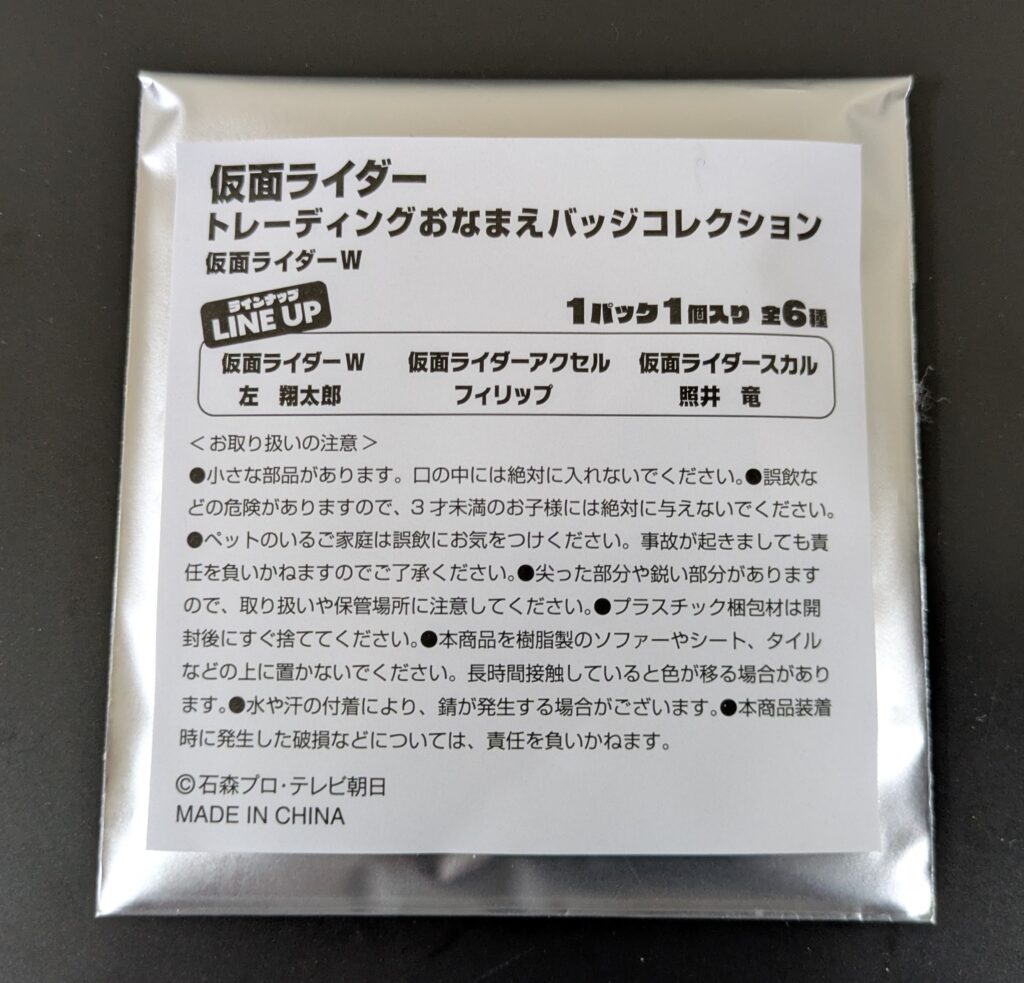 仮面ライダー
トレーディングおなまえバッジコレクション
仮面ライダーW
ラインナップ
LINE UP
1パック1個入り 全6種
仮面ライダーW 仮面ライダーアクセル 仮面ライダースカル
左 翔太郎 フィリップ 照井 竜
＜お取り扱いの注意＞
●小さな部品があります。口の中には絶対に入れないでください。●誤飲な
どの危険がありますので、3才未満のお子様には絶対に与えないでください。
●ペットのいるご家庭は誤飲にお気をつけください。事故が起きましても責
任を負いかねますのでご了承ください。●尖った部分や鋭い部分があります
ので、取り扱いや保管場所に注意してください。●プラスチック梱包材は開
封後にすぐ捨ててください。●本商品を樹脂製のソファーやシート、タイル
などの上に置かないでください。長時間接触していると色が移る場合があり
ます。●水や汗の付着により、錆が発生する場合がございます。●本商品装着
時に発生した破損などについては、責任を負いかねます。
©石森プロ・テレビ朝日
MADE IN CHINA